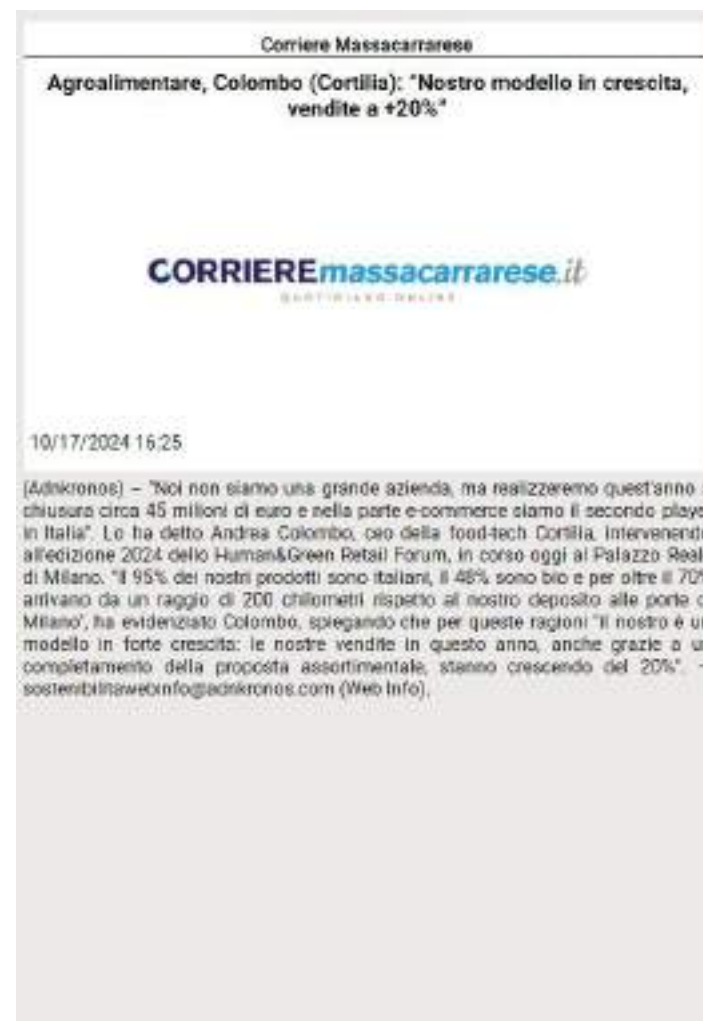 Corriere Massacarrarese
Agroalimentare, Colombo (Cortilia): "Nostro modello in crescita,
vendite a +20%"
CORRIEREmassacarrarese.it
QUOTIDIANO ONLINE
10/17/2024 16:25
(Adnkronos) – "Noi non siamo una grande azienda, ma realizzeremo quest'anno
chiusura circa 45 milioni di euro e nella parte e-commerce siamo il secondo playe
in Italia". Lo ha detto Andrea Colombo, ceo della food-tech Cortilia, intervenendo
all'edizione 2024 dello Human&Green Retail Forum, in corso oggi al Palazzo Real
di Milano. "Il 95% dei nostri prodotti sono italiani, il 48% sono bio e per oltre il 70%
arrivano da un raggio di 200 chilometri rispetto al nostro deposito alle porte d
Milano", ha evidenziato Colombo, spiegando che per queste ragioni "il nostro è un
modello in forte crescita: le nostre vendite in questo anno, anche grazie a un
completamento della proposta assortimentale, stanno crescendo del 20%". –
sostenibilitawebinfo@adnkronos.com (Web Info).